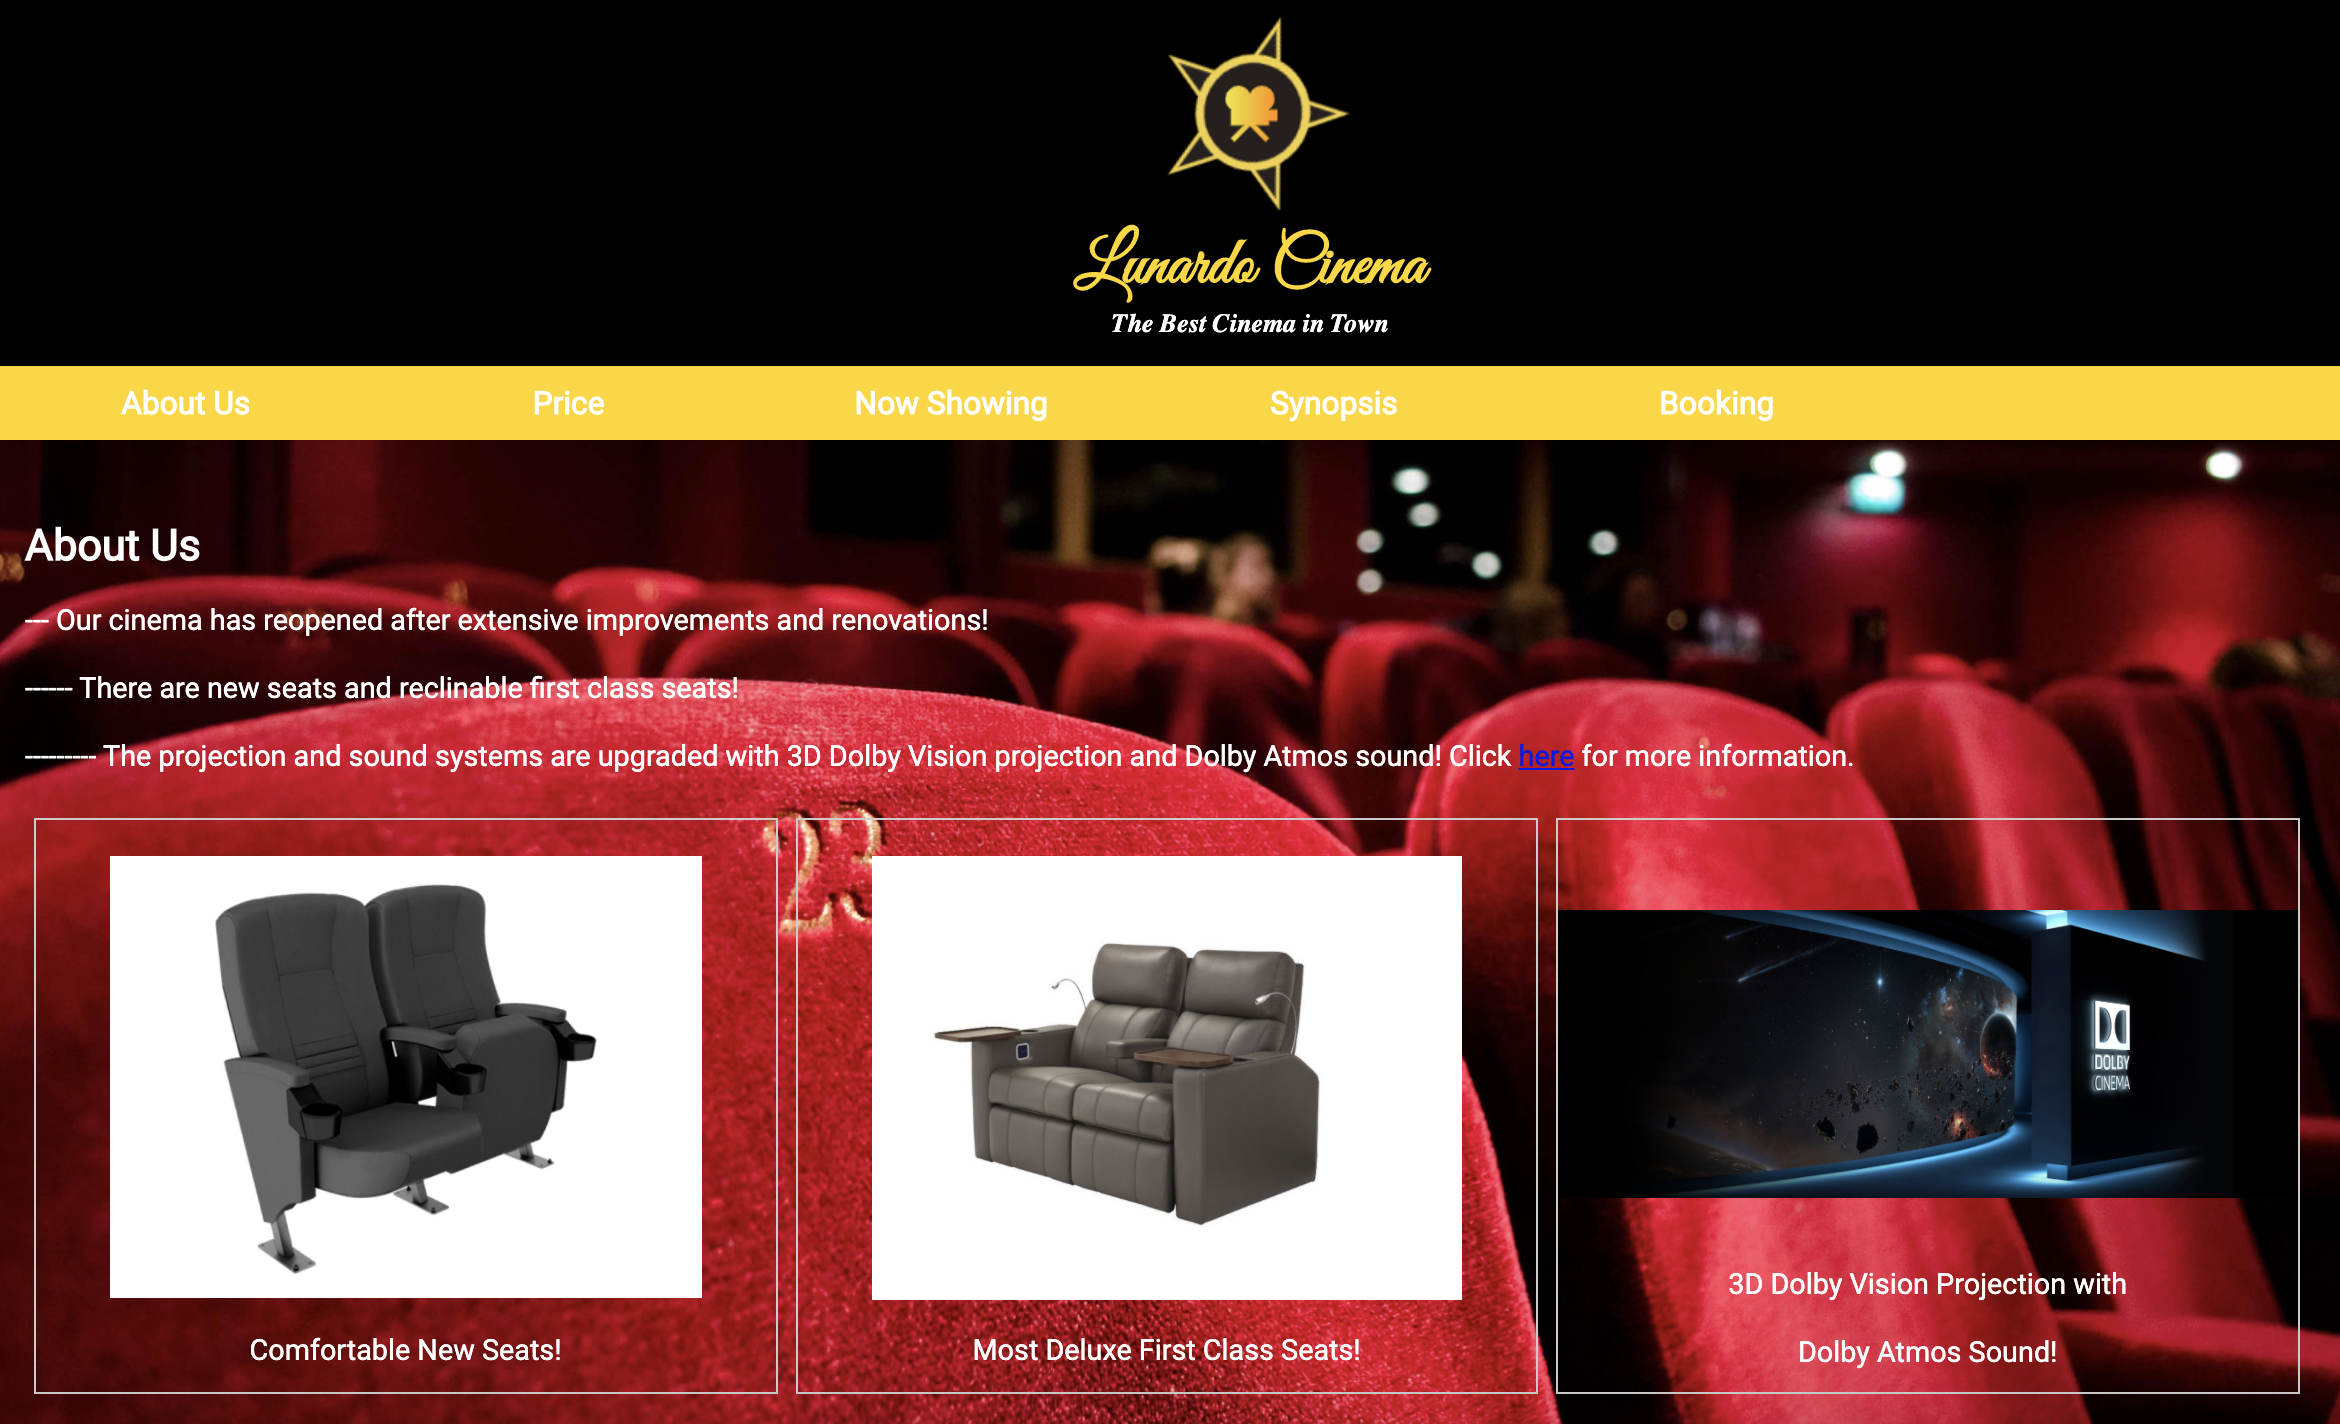 Lunardo Cinema
The Best Cinema in Town
About Us Price Now Showing Synopsis Booking
About Us
--- Our cinema has reopened after extensive improvements and renovations!
------ There are new seats and reclinable first class seats!
--------- The projection and sound systems are upgraded with 3D Dolby Vision projection and Dolby Atmos sound! Click here for more information.
23
DOLBY
CINEMA
Comfortable New Seats!
Most Deluxe First Class Seats!
3D Dolby Vision Projection with
Dolby Atmos Sound!